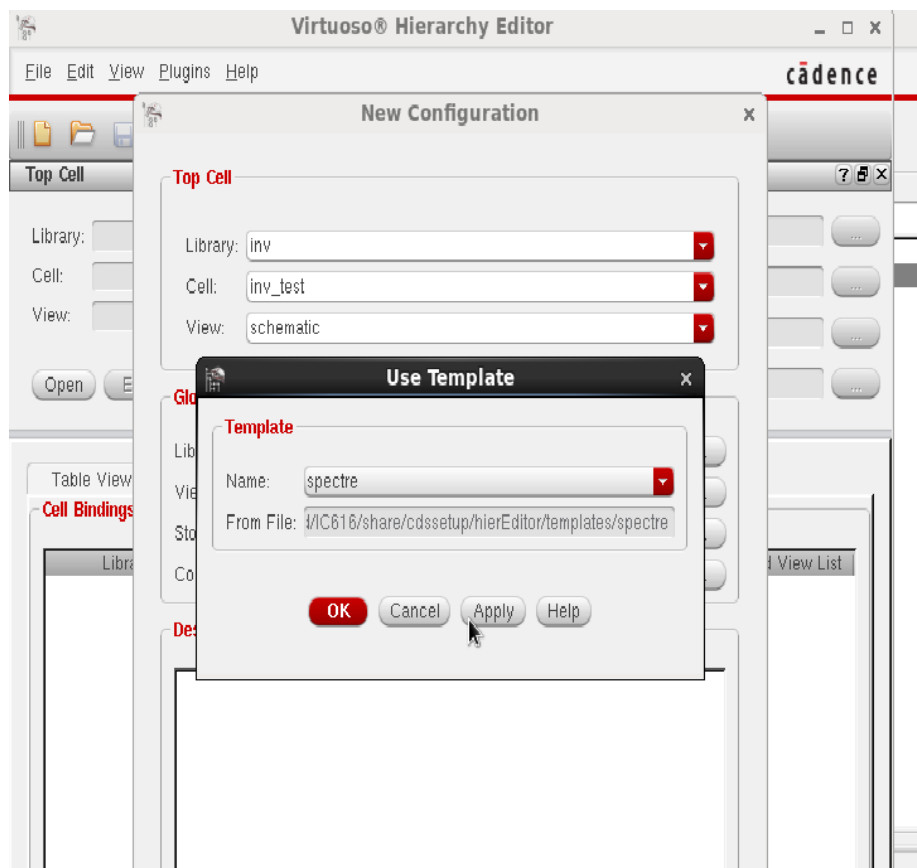 Virtuoso® Hierarchy Editor
File Edit View Plugins Help
cādence
New Configuration
Top Cell
Top Cell
Library:
Library: inv
Cell:
Cell: inv_test
View:
View: schematic
Use Template
Open
Template
Name: spectre
From File: /IC616/share/cdssetup/hierEditor/templates/spectre
Table View
Cell Bindings
View List
OK Cancel Apply Help